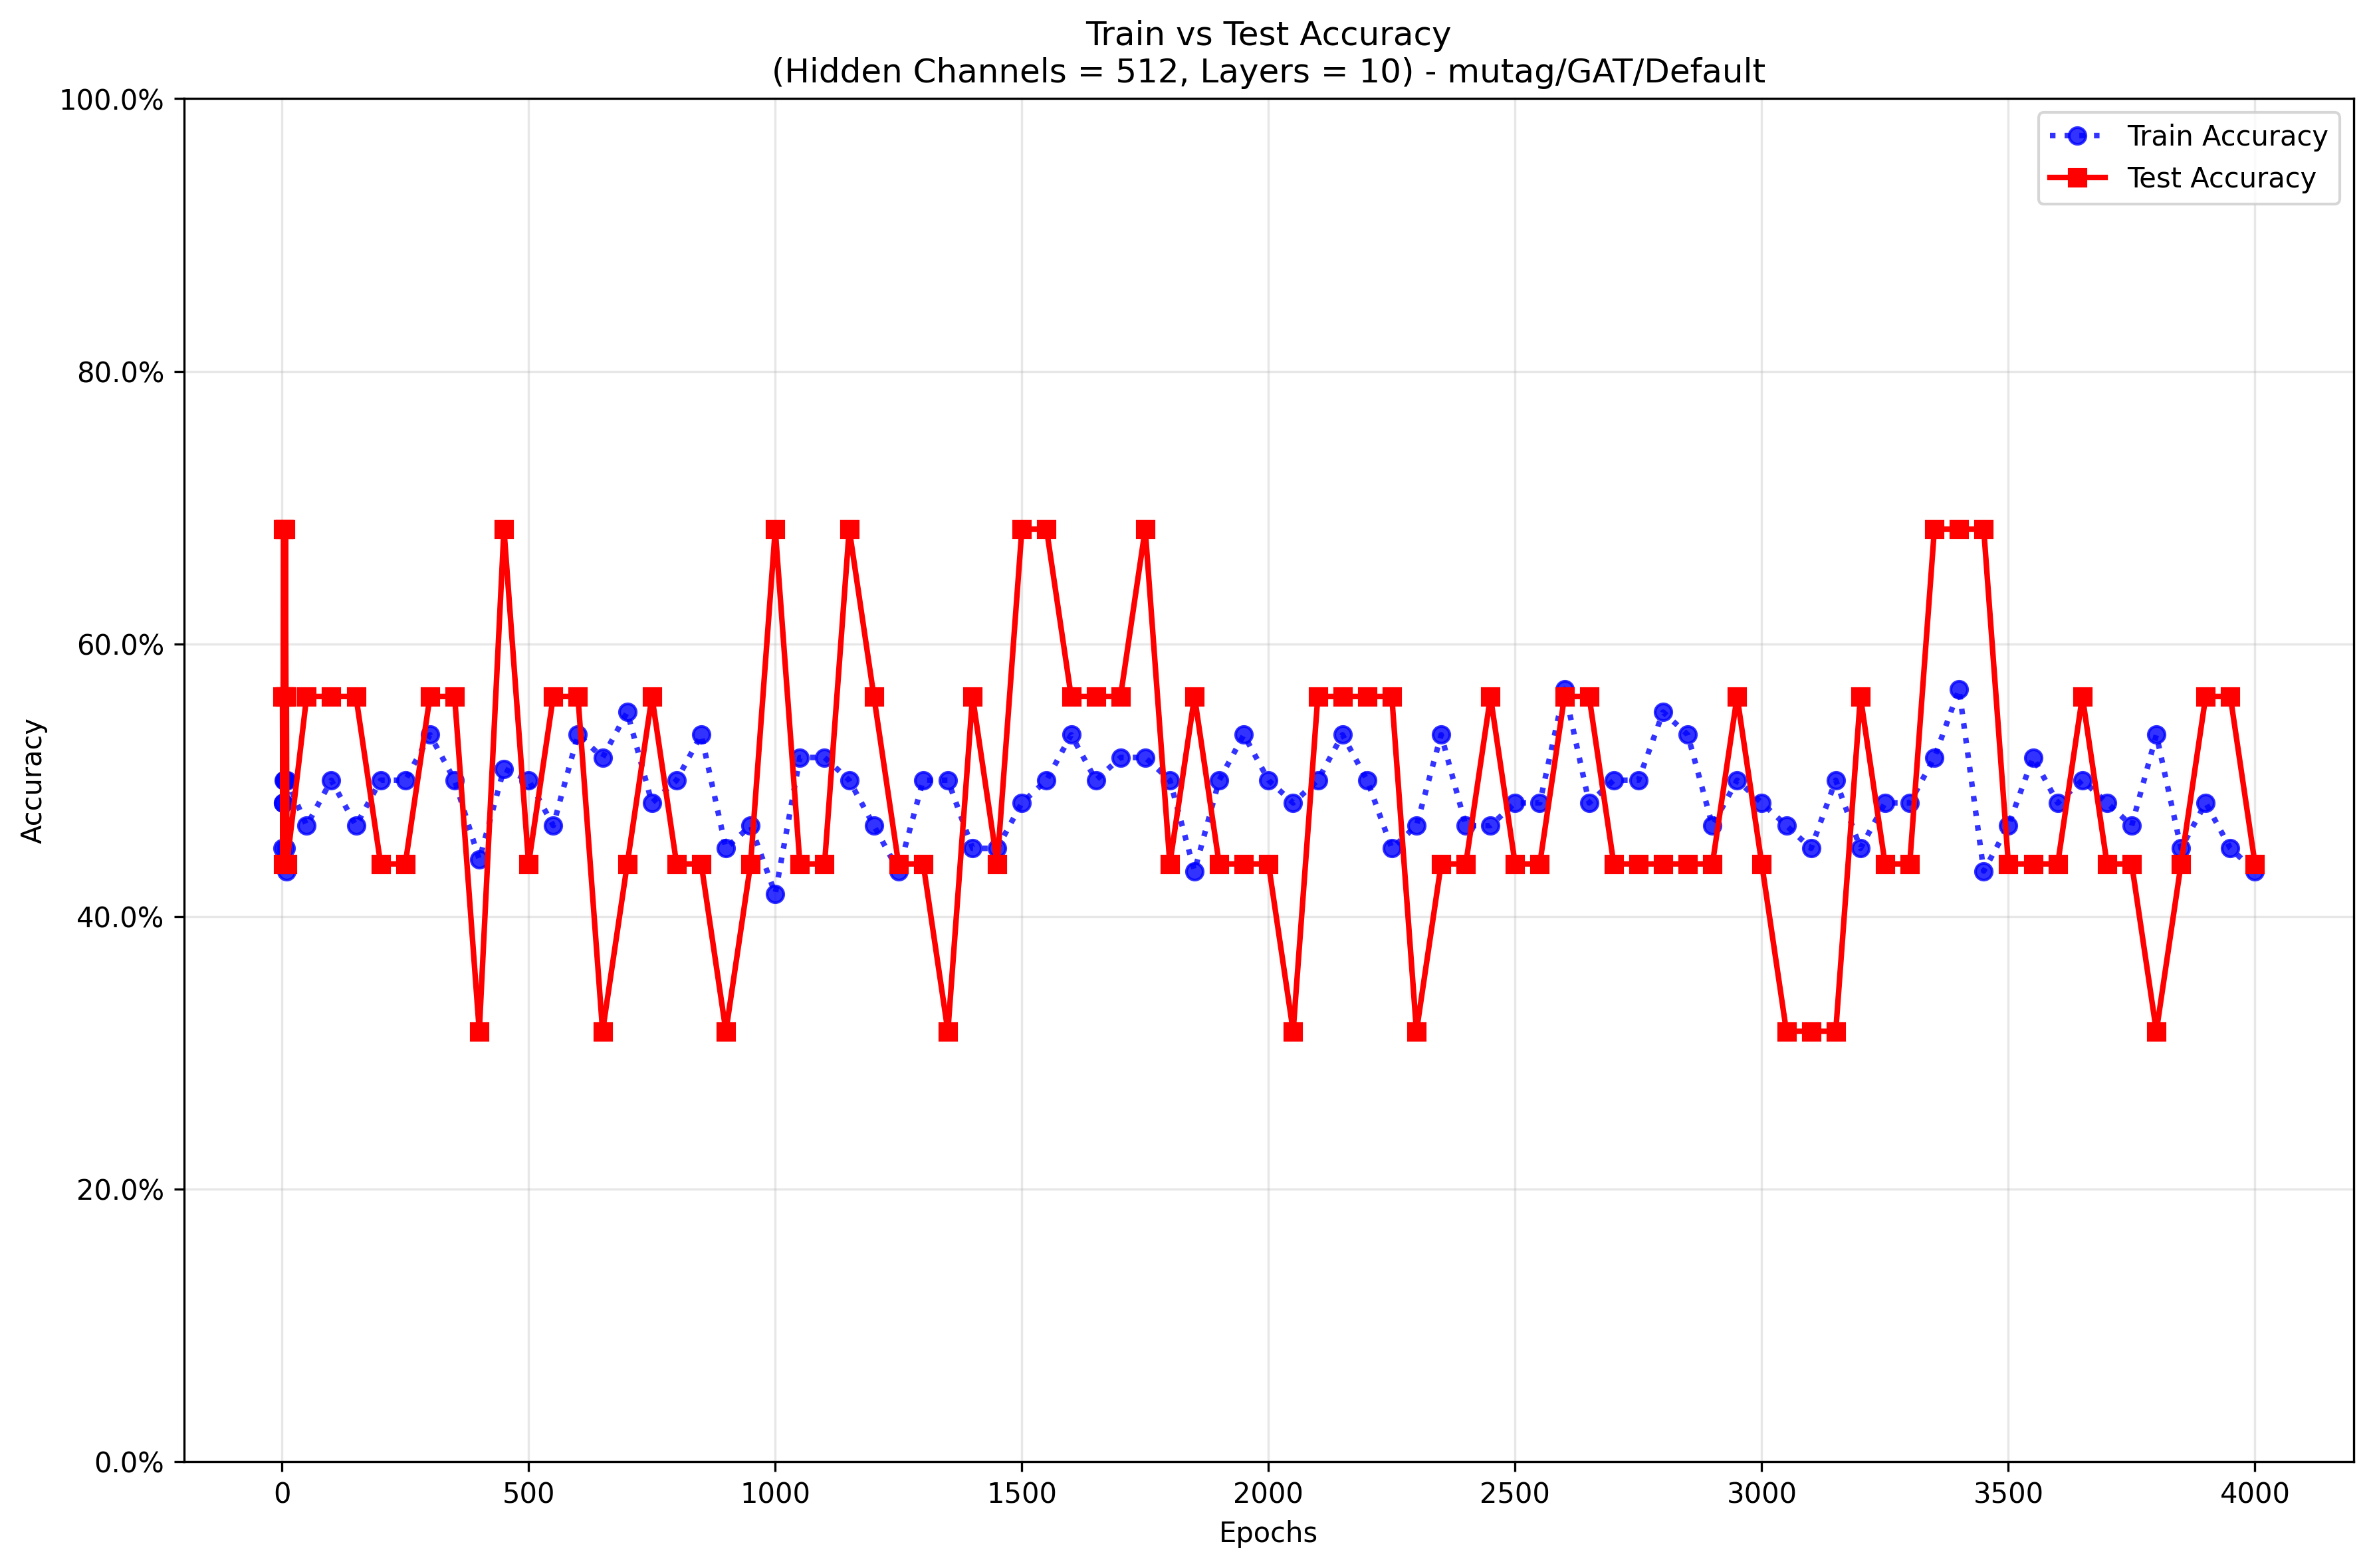 Train vs Test Accuracy
(Hidden Channels = 512, Layers = 10) - mutag/GAT/Default
100.0%
80.0%
60.0%
40.0%
20.0%
0.0%
Accuracy
Train Accuracy
Test Accuracy
0 500 1000 1500 2000 2500 3000 3500 4000
Epochs